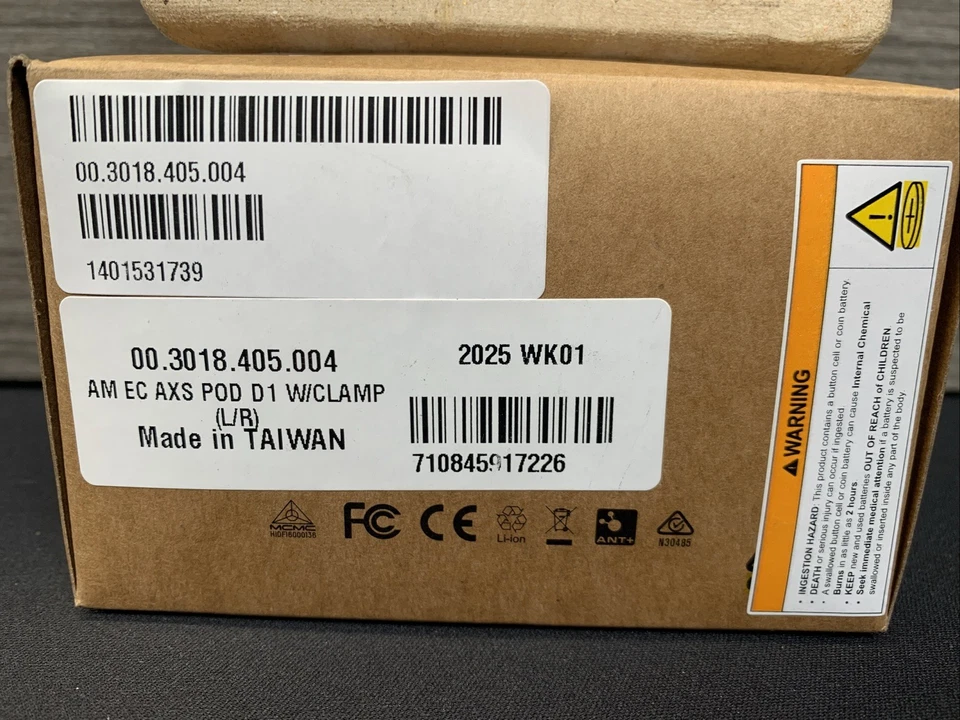 00.3018.405.004
1401531739
00.3018.405.004
AM EC AXS POD D1 W/CLAMP
(L/R)
Made in TAIWAN
2025 WK01
710845917226
MCMC
HIDF16000136
FC
CE
Li-ion
ANT+
N30485
WARNING
• INGESTION HAZARD: This product contains a button cell or coin battery.
• DEATH or serious injury can occur if ingested.
• A swallowed button cell or coin battery can cause Internal Chemical
Burns in as little as 2 hours.
• KEEP new and used batteries OUT OF REACH of CHILDREN.
• Seek immediate medical attention if a battery is suspected to be
swallowed or inserted inside any part of the body.